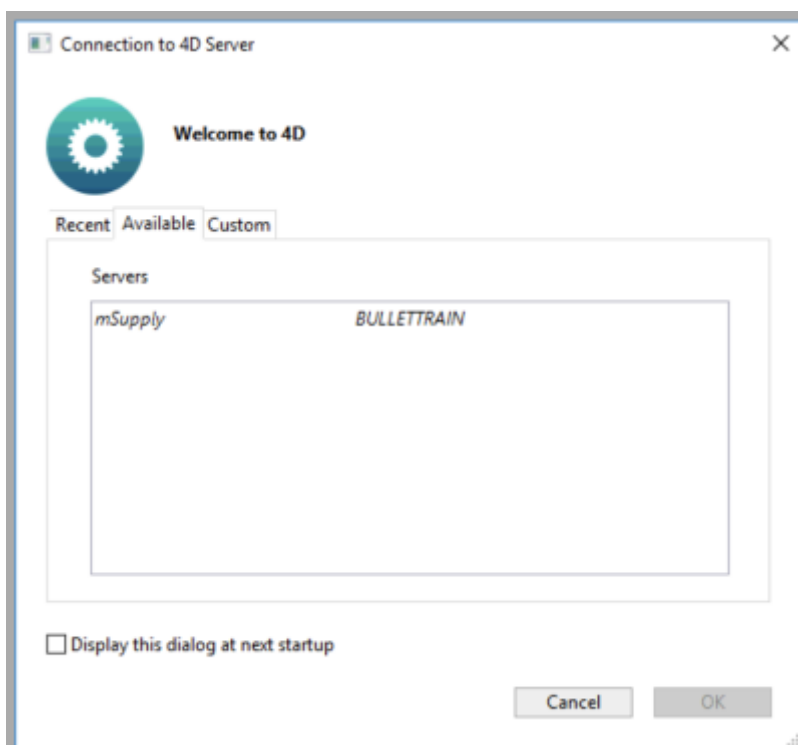 Connection to 4D Server
Welcome to 4D
Recent Available Custom
Servers
mSupply BULLETTRAIN
Display this dialog at next startup
Cancel OK